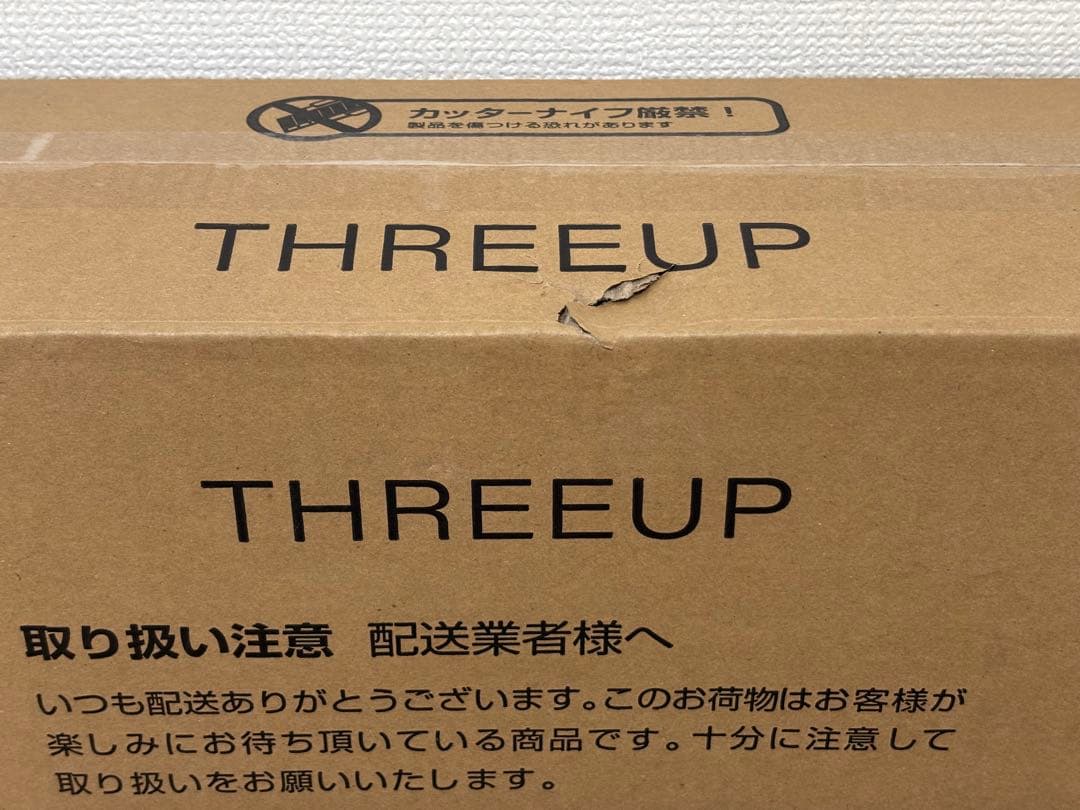 カッターナイフ厳禁！
製品を傷つける恐れがあります
THREEUP
THREEUP
取り扱い注意 配送業者様へ
いつも配送ありがとうございます。このお荷物はお客様が
楽しみにお待ち頂いている商品です。十分に注意して
取り扱いをお願いいたします。